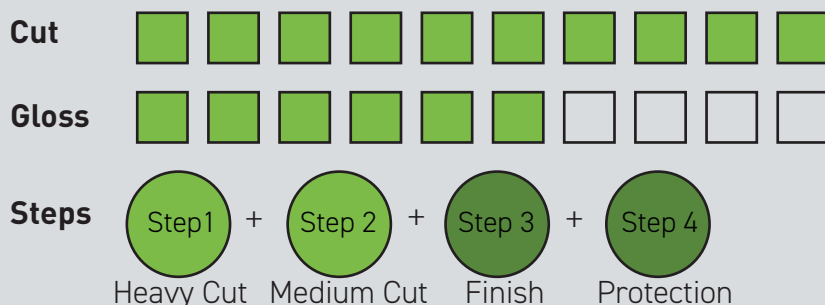 Cut
Gloss
Steps Step1 + Step 2 + Step 3 + Step 4
Heavy Cut Medium Cut Finish Protection